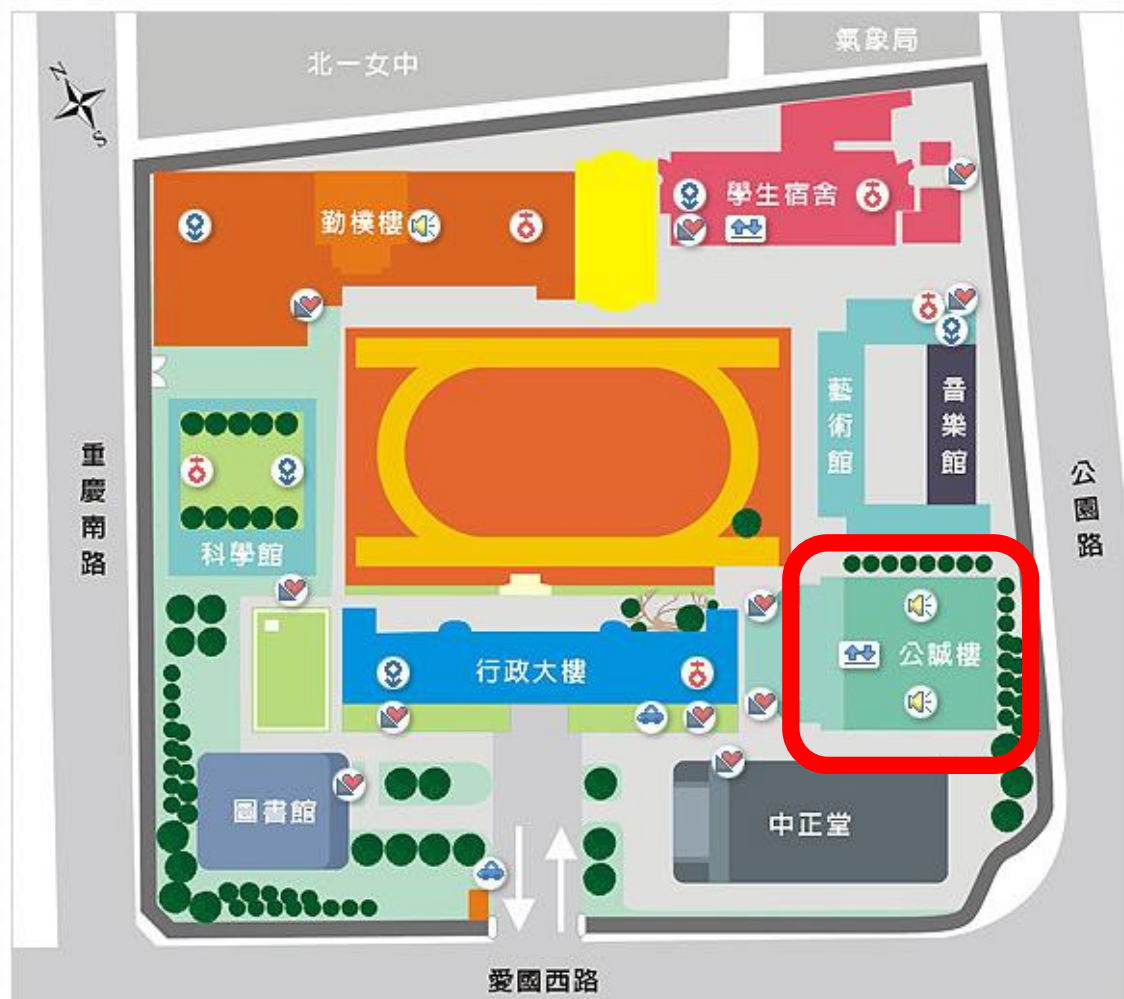 氣象局
北一女中
N
S
學生宿舍
勤樸樓
藝術館
音樂館
重慶南路
公園路
科學館
公誠樓
行政大樓
圖書館
中正堂
愛國西路